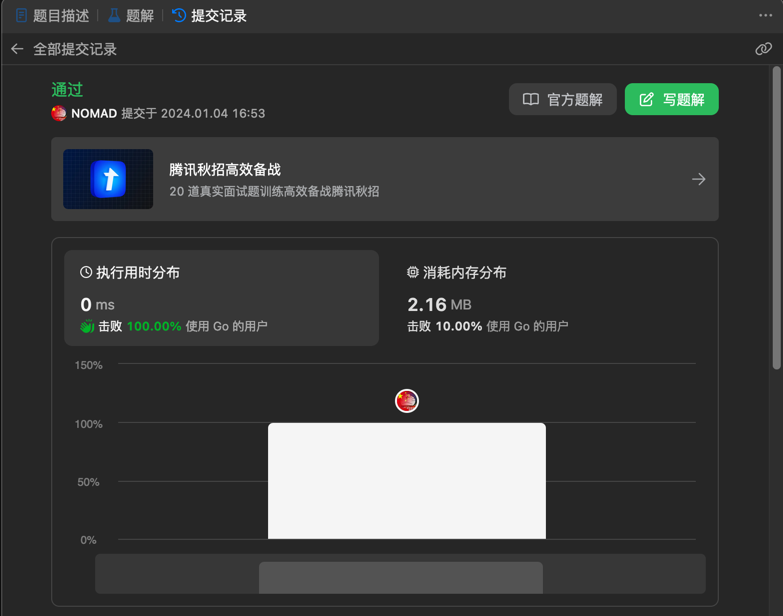 题目描述 题解 提交记录
全部提交记录
通过
NOMAD 提交于 2024.01.04 16:53
官方题解
写题解
腾讯秋招高效备战
20 道真实面试题训练高效备战腾讯秋招
执行用时分布
0 ms
击败 100.00% 使用 Go 的用户
消耗内存分布
2.16 MB
击败 10.00% 使用 Go 的用户
150%
100%
50%
0%